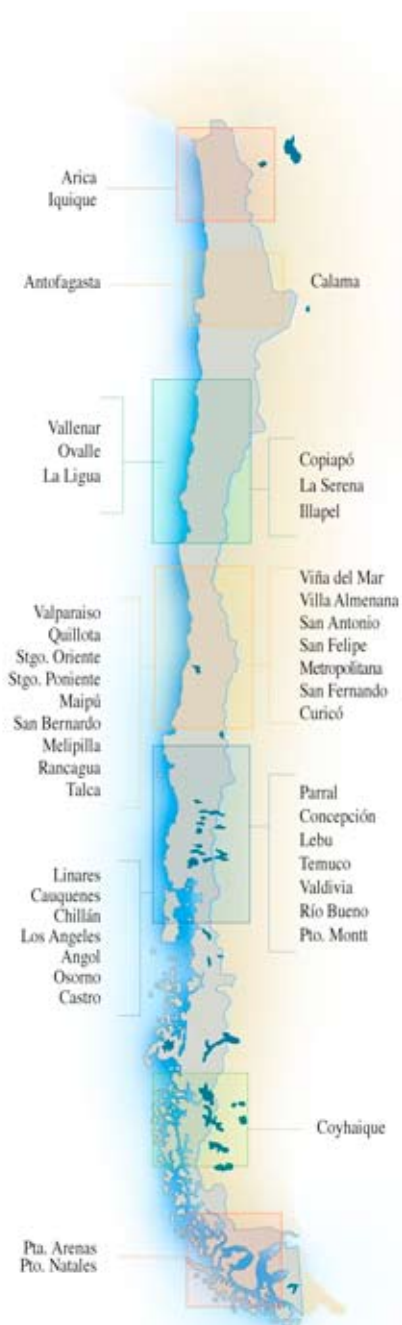 Arica
Iquique
Antofagasta
Calama
Vallenar
Ovalle
La Ligua
Copiapó
La Serena
Illapel
Viña del Mar
Villa Almenana
San Antonio
San Felipe
Metropolitana
San Fernando
Curicó
Valparaiso
Quillota
Stgo. Oriente
Stgo. Poniente
Maipú
San Bernardo
Melipilla
Rancagua
Talca
Parral
Concepción
Lebu
Temuco
Valdivia
Río Bueno
Pto. Montt
Linares
Cauquenes
Chillán
Los Angeles
Angol
Osorno
Castro
Coyhaique
Pta. Arenas
Pto. Natales